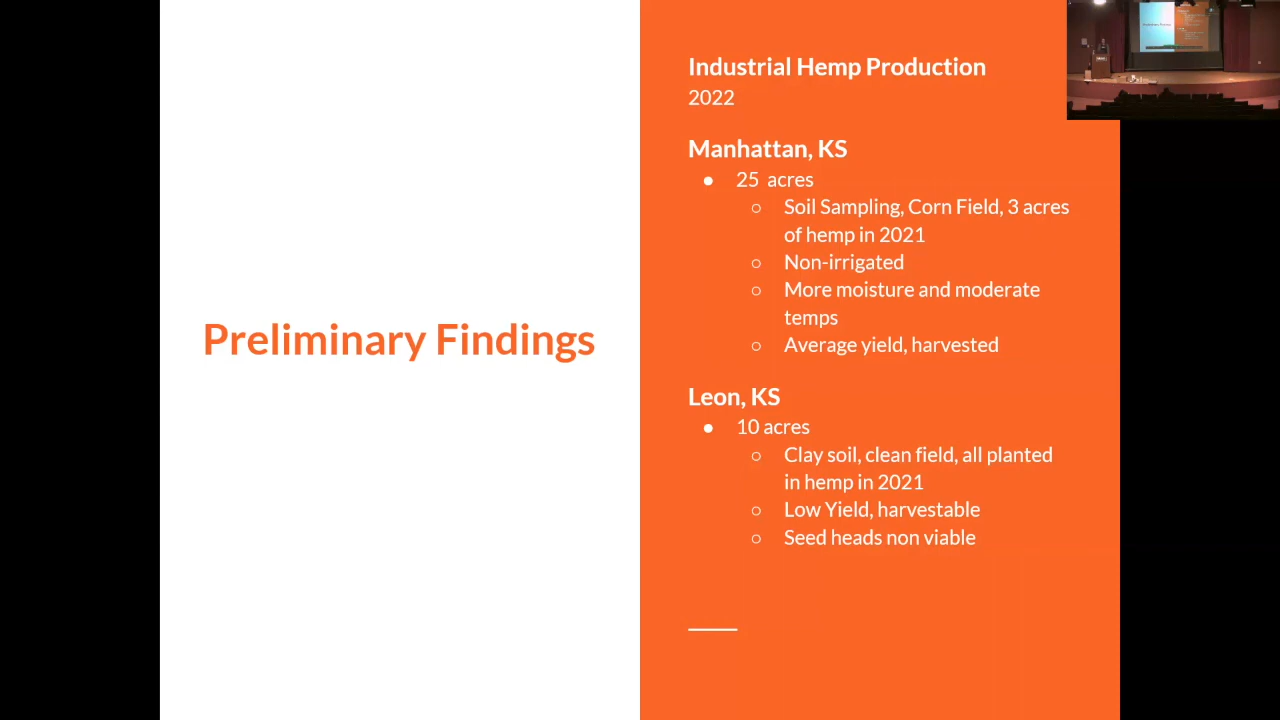 Preliminary Findings
Industrial Hemp Production
2022
Manhattan, KS
● 25 acres
○ Soil Sampling, Corn Field, 3 acres
of hemp in 2021
○ Non-irrigated
○ More moisture and moderate
temps
○ Average yield, harvested
Leon, KS
● 10 acres
○ Clay soil, clean field, all planted
in hemp in 2021
○ Low Yield, harvestable
○ Seed heads non viable